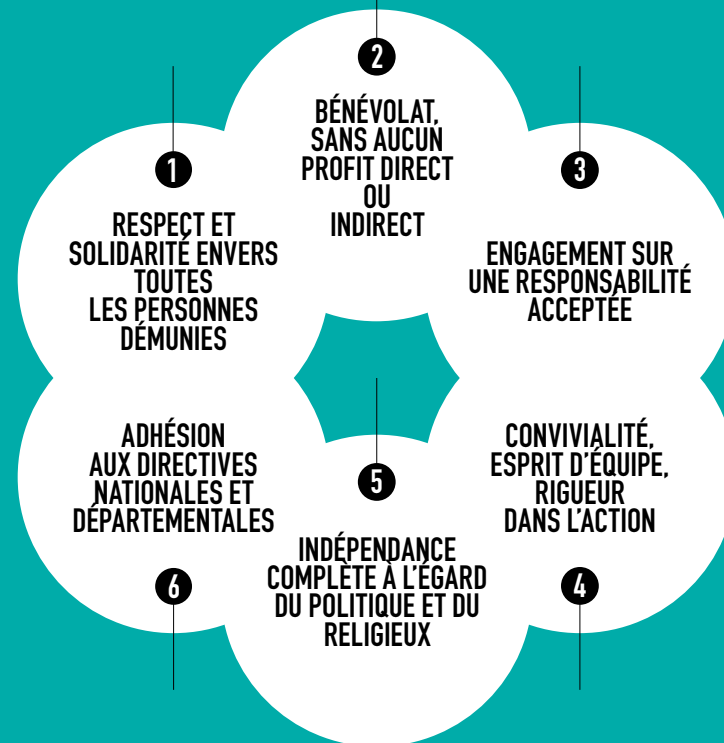 1
RESPECT ET
SOLIDARITÉ ENVERS
TOUTES
LES PERSONNES
DÉMUNIES
2
BÉNÉVOLAT,
SANS AUCUN
PROFIT DIRECT
OU
INDIRECT
3
ENGAGEMENT SUR
UNE RESPONSABILITÉ
ACCEPTÉE
CONVIVIALITÉ,
ESPRIT D'ÉQUIPE,
RIGUEUR
DANS L'ACTION
4
5
INDÉPENDANCE
COMPLÈTE À L'ÉGARD
DU POLITIQUE ET DU
RELIGIEUX
ADHÉSION
AUX DIRECTIVES
NATIONALES ET
DÉPARTEMENTALES
6